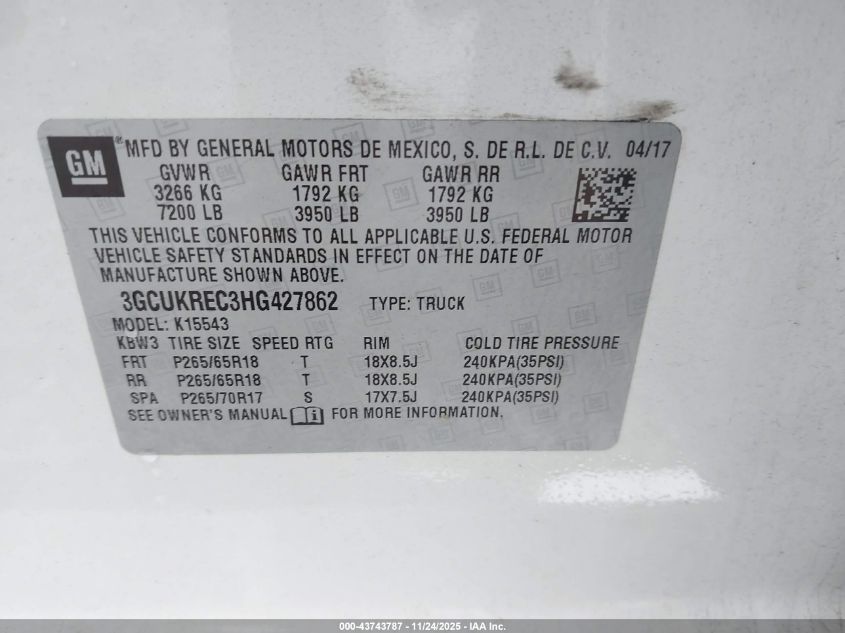 GM ® MFD BY GENERAL MOTORS DE MEXICO, S. DE R.L. DE C.V. 04/17
GVWR GAWR FRT GAWR RR
3266 KG 1792 KG 1792 KG
7200 LB 3950 LB 3950 LB
THIS VEHICLE CONFORMS TO ALL APPLICABLE U.S. FEDERAL MOTOR
VEHICLE SAFETY STANDARDS IN EFFECT ON THE DATE OF
MANUFACTURE SHOWN ABOVE.
3GCUKREC3HG427862 TYPE: TRUCK
MODEL: K15543
KBW3 TIRE SIZE SPEED RTG RIM COLD TIRE PRESSURE
FRT P265/65R18 T 18X8.5J 240KPA(35PSI)
RR P265/65R18 T 18X8.5J 240KPA(35PSI)
SPA P265/70R17 S 17X7.5J 240KPA(35PSI)
SEE OWNER'S MANUAL i FOR MORE INFORMATION.
000-43743787 - 11/24/2025 - IAA Inc.